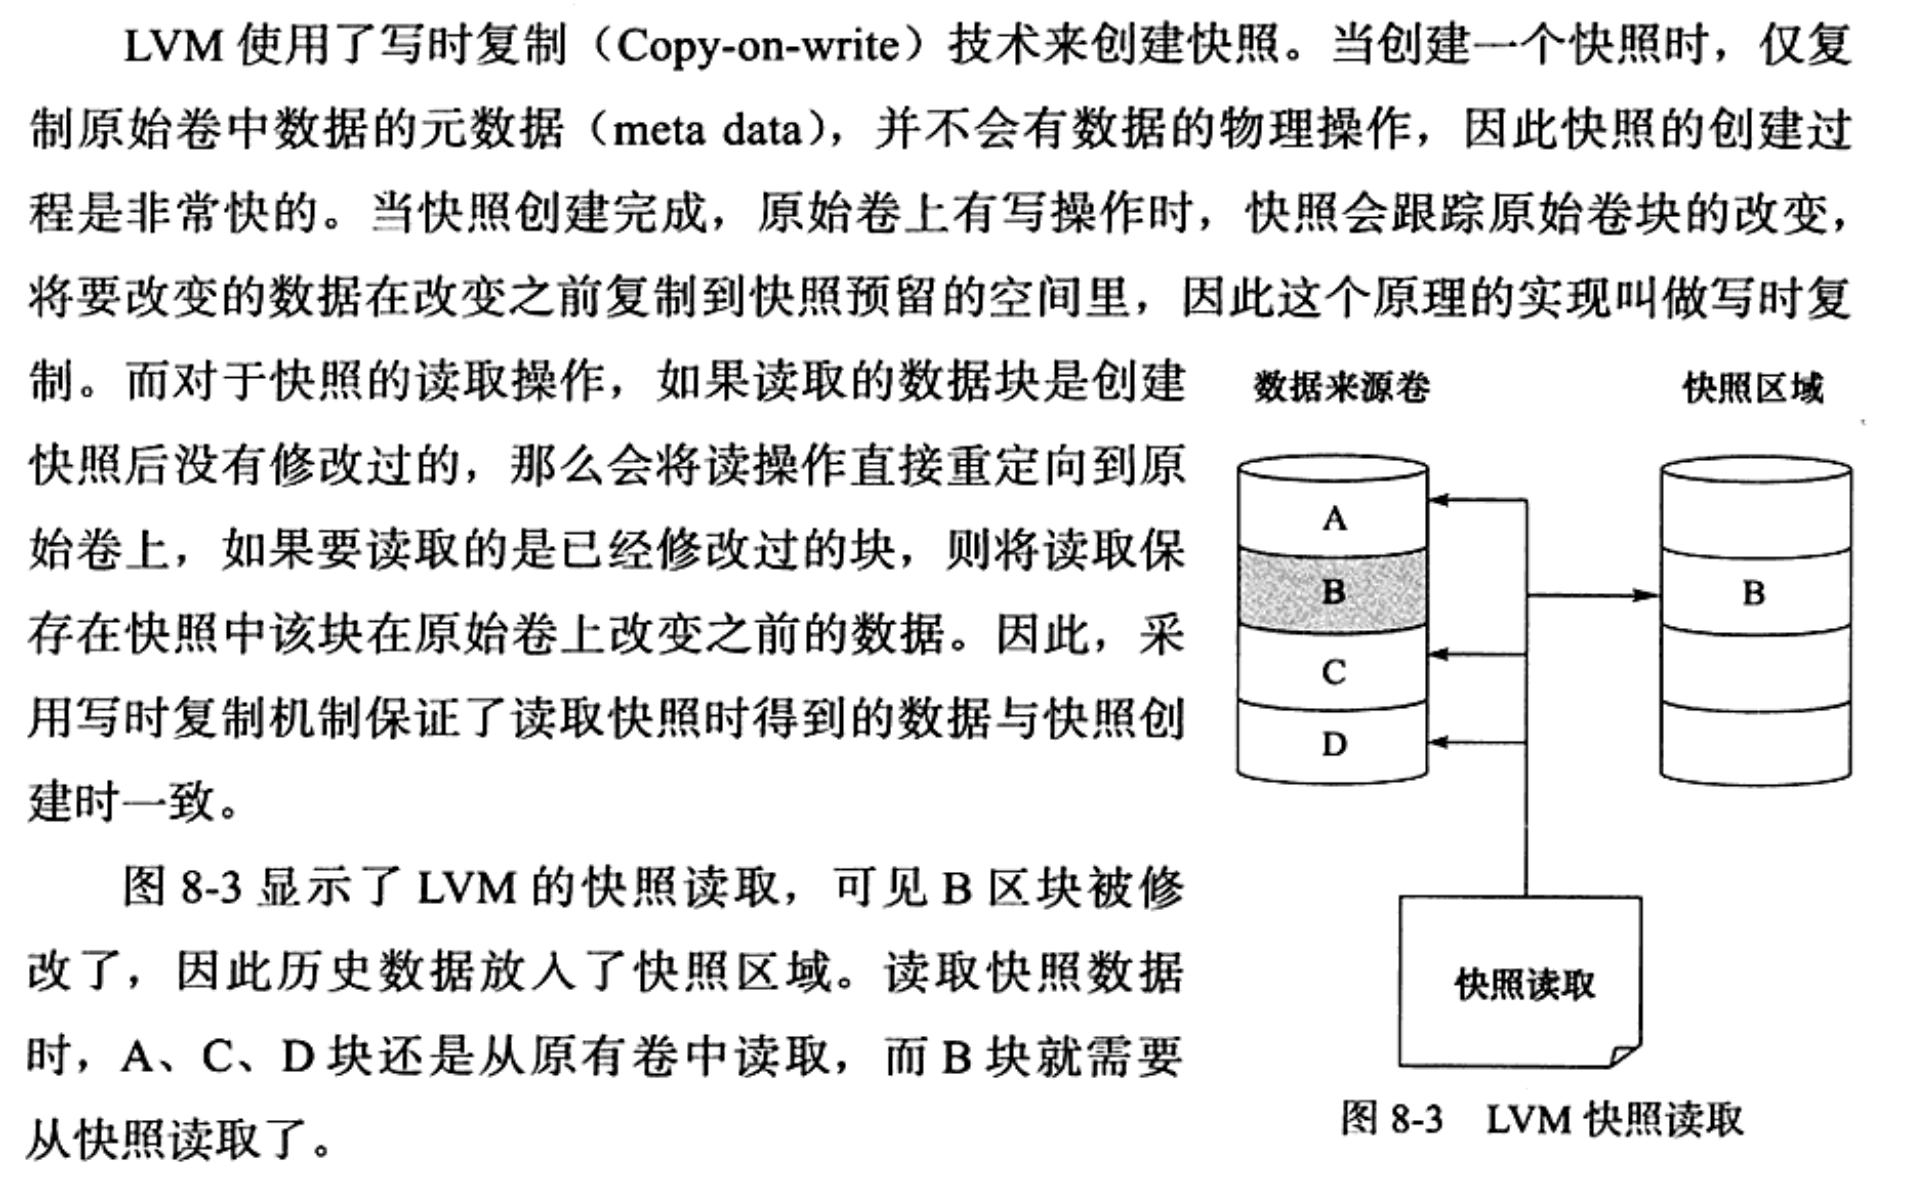 LVM 使用了写时复制（Copy-on-write）技术来创建快照。当创建一个快照时，仅复
制原始卷中数据的元数据（meta data），并不会有数据的物理操作，因此快照的创建过
程是非常快的。当快照创建完成，原始卷上有写操作时，快照会跟踪原始卷块的改变，
将要改变的数据在改变之前复制到快照预留的空间里，因此这个原理的实现叫做写时复
制。而对于快照的读取操作，如果读取的数据块是创建
快照后没有修改过的，那么会将读操作直接重定向到原
始卷上，如果要读取的是已经修改过的块，则将读取保
存在快照中该块在原始卷上改变之前的数据。因此，采
用写时复制机制保证了读取快照时得到的数据与快照创
建时一致。
图 8-3 显示了 LVM 的快照读取，可见 B 区块被修
改了，因此历史数据放入了快照区域。读取快照数据
时，A、C、D 块还是从原有卷中读取，而 B 块就需要
从快照读取了。
数据来源卷
快照区域
A
B
C
D
B
快照读取
图 8-3 LVM 快照读取